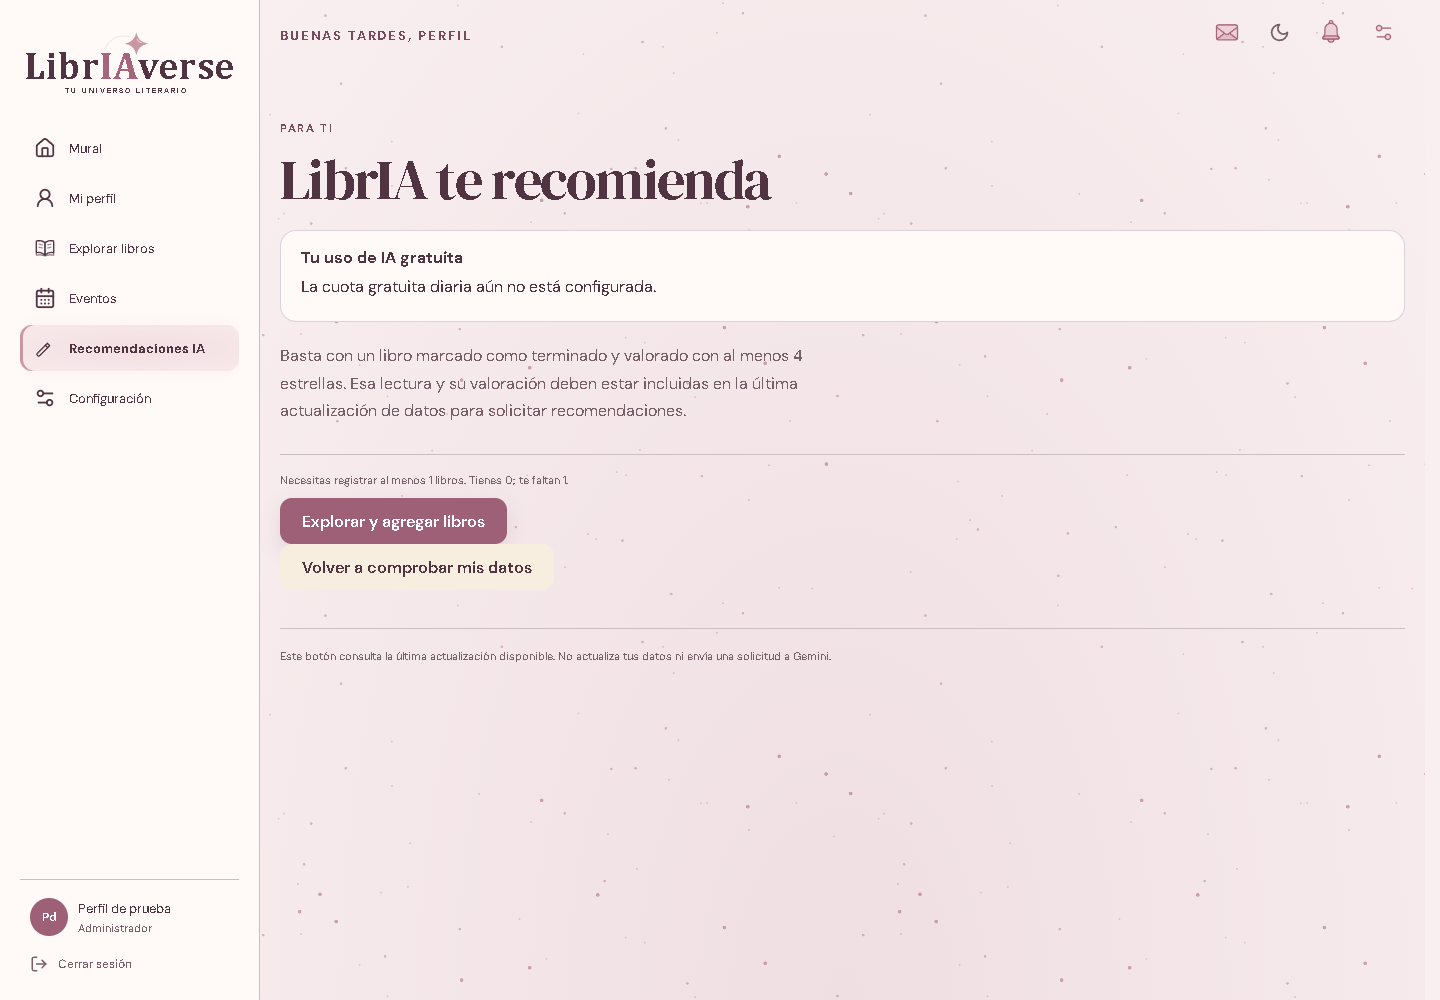 LibrIAverse
TU UNIVERSO LITERARIO
Mural
Mi perfil
Explorar libros
Eventos
Recomendaciones IA
Configuración
Pd
Perfil de prueba
Administrador
Cerrar sesión
BUENAS TARDES, PERFIL
PARA TI
LibrIA te recomienda
Tu uso de IA gratuita
La cuota gratuita diaria aún no está configurada.
Basta con un libro marcado como terminado y valorado con al menos 4
estrellas. Esa lectura y su valoración deben estar incluidas en la última
actualización de datos para solicitar recomendaciones.
Necesitas registrar al menos 1 libros. Tienes 0; te faltan 1.
Explorar y agregar libros
Volver a comprobar mis datos
Este botón consulta la última actualización disponible. No actualiza tus datos ni envía una solicitud a Gemini.